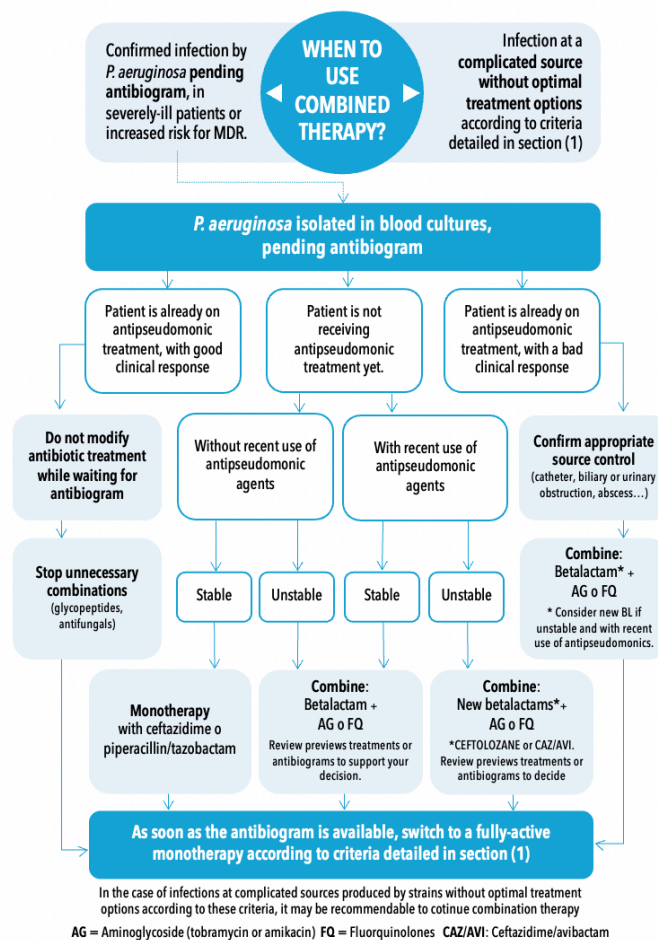 Confirmed infection by
P. aeruginosa pending
antibiogram, in
severely-ill patients or
increased risk for MDR.
WHEN TO
USE
COMBINED
THERAPY?
Infection at a
complicated source
without optimal
treatment options
according to criteria
detailed in section (1)
P. aeruginosa isolated in blood cultures,
pending antibiogram
Patient is already on
antipseudomonic
treatment, with good
clinical response
Patient is not
receiving
antipseudomonic
treatment yet.
Patient is already on
antipseudomonic
treatment, with a bad
clinical response
Do not modify
antibiotic treatment
while waiting for
antibiogram
Without recent use of
antipseudomonic
agents
With recent use of
antipseudomonic
agents
Confirm appropriate
source control
(catheter, biliary or urinary
obstruction, abscess...)
Stop unnecessary
combinations
(glycopeptides,
antifungals)
Stable
Unstable
Stable
Unstable
Combine:
Betalactam* +
AG o FQ
* Consider new BL if
unstable and with recent
use of antipseudomonics.
Monotherapy
with ceftazidime o
piperacillin/tazobactam
Combine:
Betalactam +
AG o FQ
Review previews treatments or
antibiograms to support your
decision.
Combine:
New betalactams*+
AG o FQ
*CEFTOLOZANE or CAZ/AVI.
Review previews treatments or
antibiograms to decide
As soon as the antibiogram is available, switch to a fully-active
monotherapy according to criteria detailed in section (1)
In the case of infections at complicated sources produced by strains without optimal treatment
options according to these criteria, it may be recommendable to cotinue combination therapy
AG = Aminoglycoside (tobramycin or amikacin) FQ = Fluorquinolones CAZ/AVI: Ceftazidime/avibactam